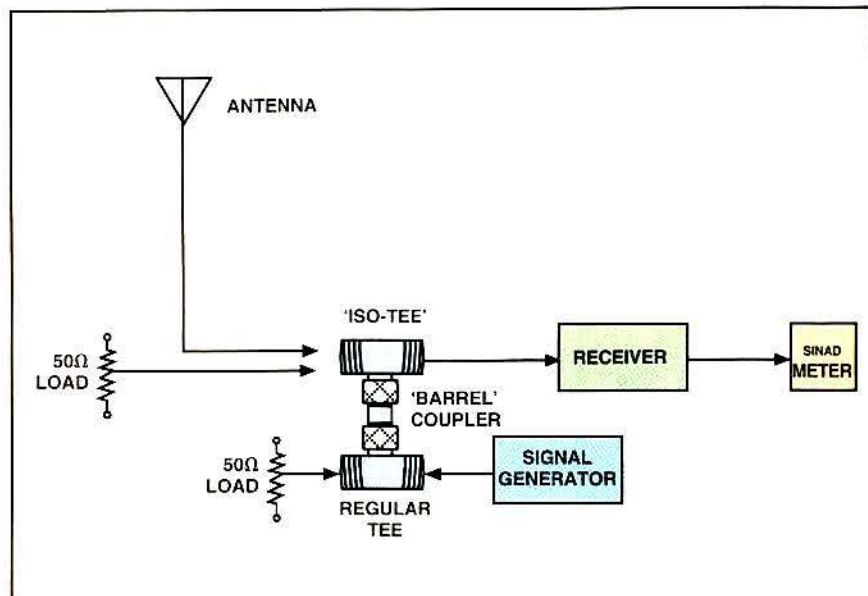 ANTENNA
'ISO-TEE'
50Ω
LOAD
RECEIVER
SINAD
METER
'BARREL'
COUPLER
50Ω
LOAD
SIGNAL
GENERATOR
REGULAR
TEE